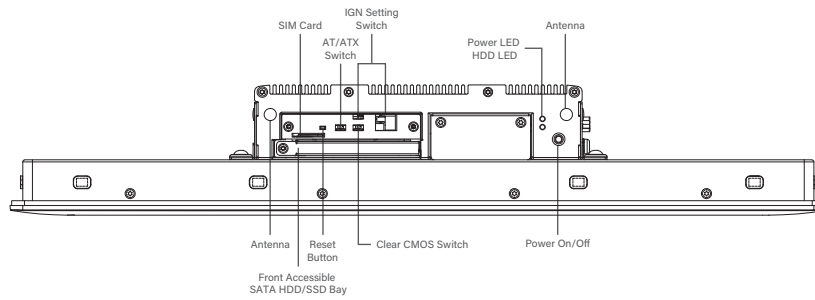 IGN Setting
Switch
SIM Card
AT/ATX
Switch
Power LED
HDD LED
Antenna
Antenna
Reset
Button
Clear CMOS Switch
Power On/Off
Front Accessible
SATA HDD/SSD Bay